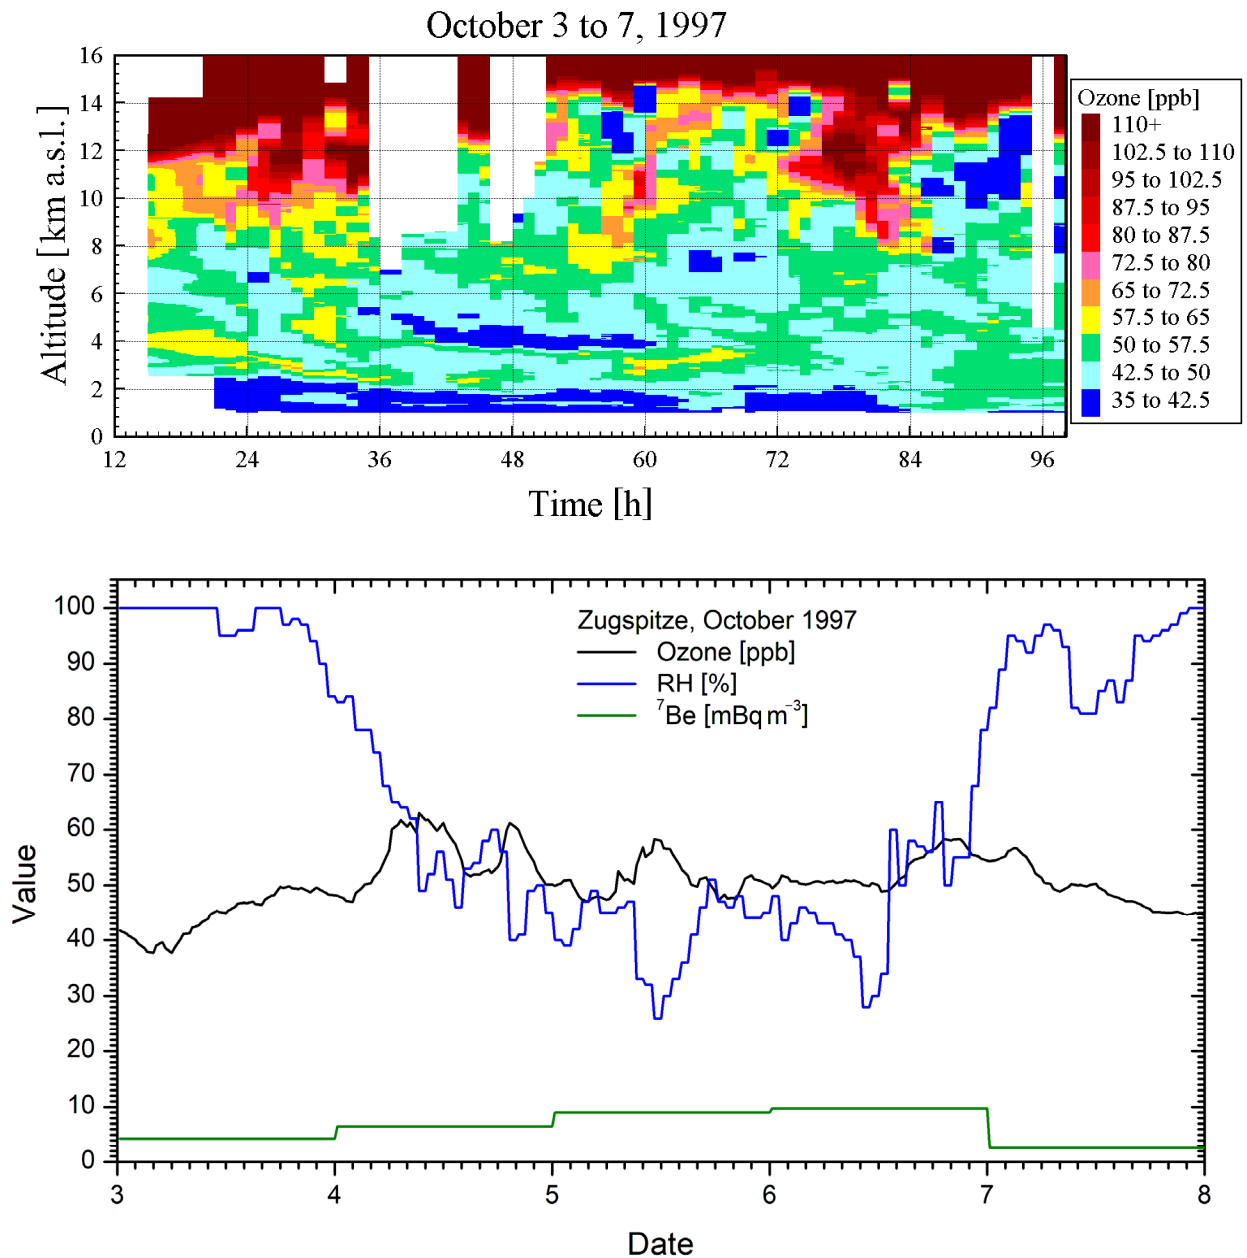 October 3 to 7, 1997
16
14
12
10
8
6
4
2
0
Altitude [km a.s.l.]
12 24 36 48 60 72 84 96
Time [h]
Ozone [ppb]
110+
102.5 to 110
95 to 102.5
87.5 to 95
80 to 87.5
72.5 to 80
65 to 72.5
57.5 to 65
50 to 57.5
42.5 to 50
35 to 42.5
100
90
80
70
60
50
40
30
20
10
0
Value
Zugspitze, October 1997
Ozone [ppb]
RH [%]
⁷Be [mBq m⁻³]
3 4 5 6 7 8
Date